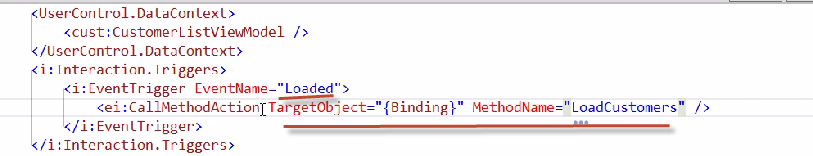 <UserControl.DataContext>
<cust:CustomerListViewModel />
</UserControl.DataContext>
<i:Interaction.Triggers>
<i:EventTrigger EventName="Loaded">
<ei:CallMethodAction TargetObject="{Binding}" MethodName="LoadCustomers" />
</i:EventTrigger>
</i:Interaction.Triggers>